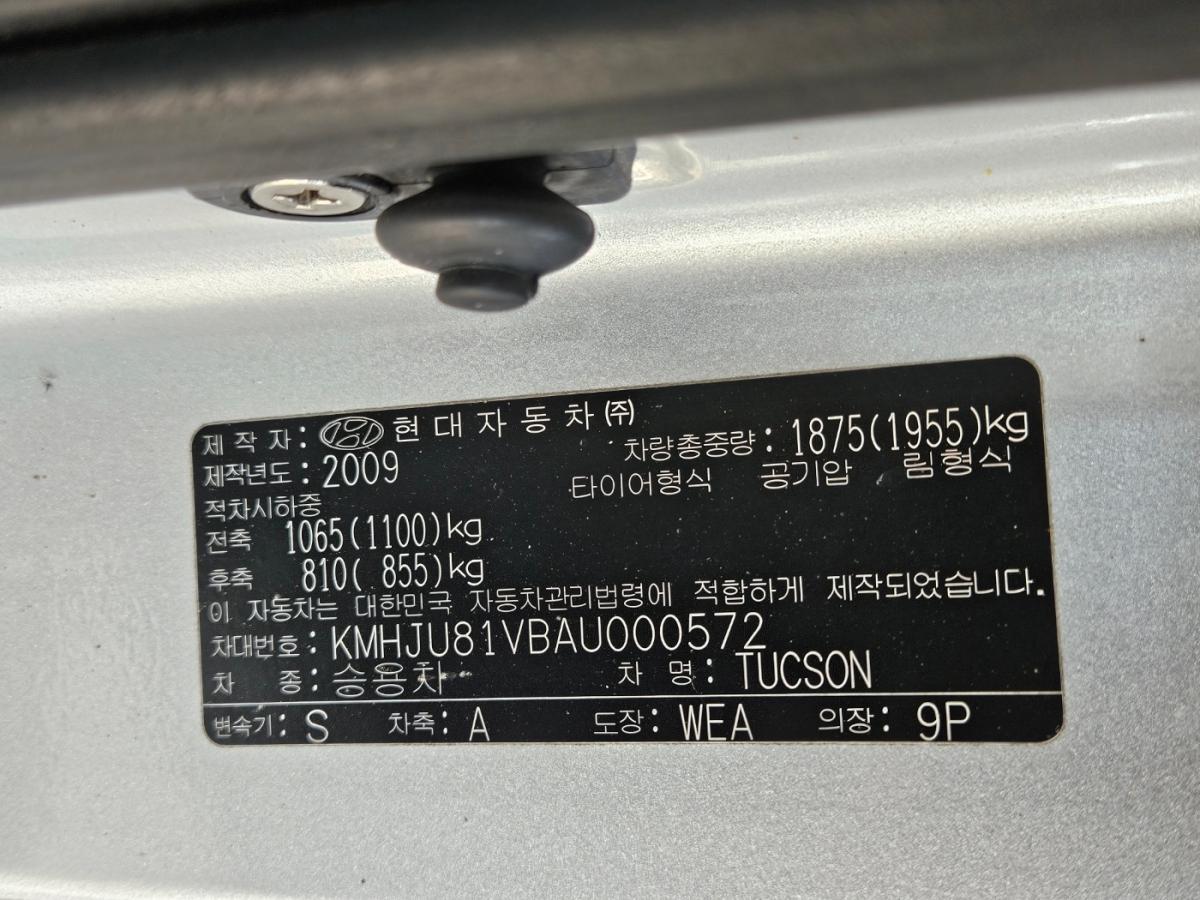 제 작 자 : 현 대 자 동 차 ㈜
제작년도 : 2009 차량총중량 : 1875(1955)kg
적차시하중 타이어형식 공기압 림형식
전축 1065(1100)kg
후축 810( 855)kg
이 자동차는 대한민국 자동차관리법령에 적합하게 제작되었습니다.
차대번호 : KMHJU81VBAU000572
차 종 : 승용차 차 명 : TUCSON
변속기 : S 차축 : A 도장 : WEA 의장 : 9P